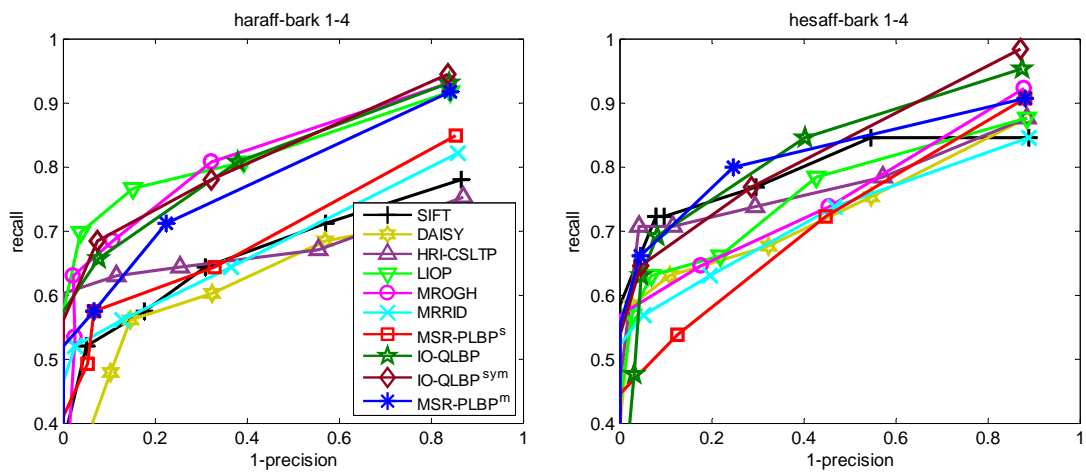 haraff-bark 1-4
1
0.9
0.8
0.7
0.6
0.5
0.4
recall
0 0.2 0.4 0.6 0.8 1
1-precision
SIFT
DAISY
HRI-CSLTP
LIOP
MROGH
MRRID
MSR-PLBP^s
IO-QLBP
IO-QLBP^sym
MSR-PLBP^m
hesaff-bark 1-4
1
0.9
0.8
0.7
0.6
0.5
0.4
recall
0 0.2 0.4 0.6 0.8 1
1-precision